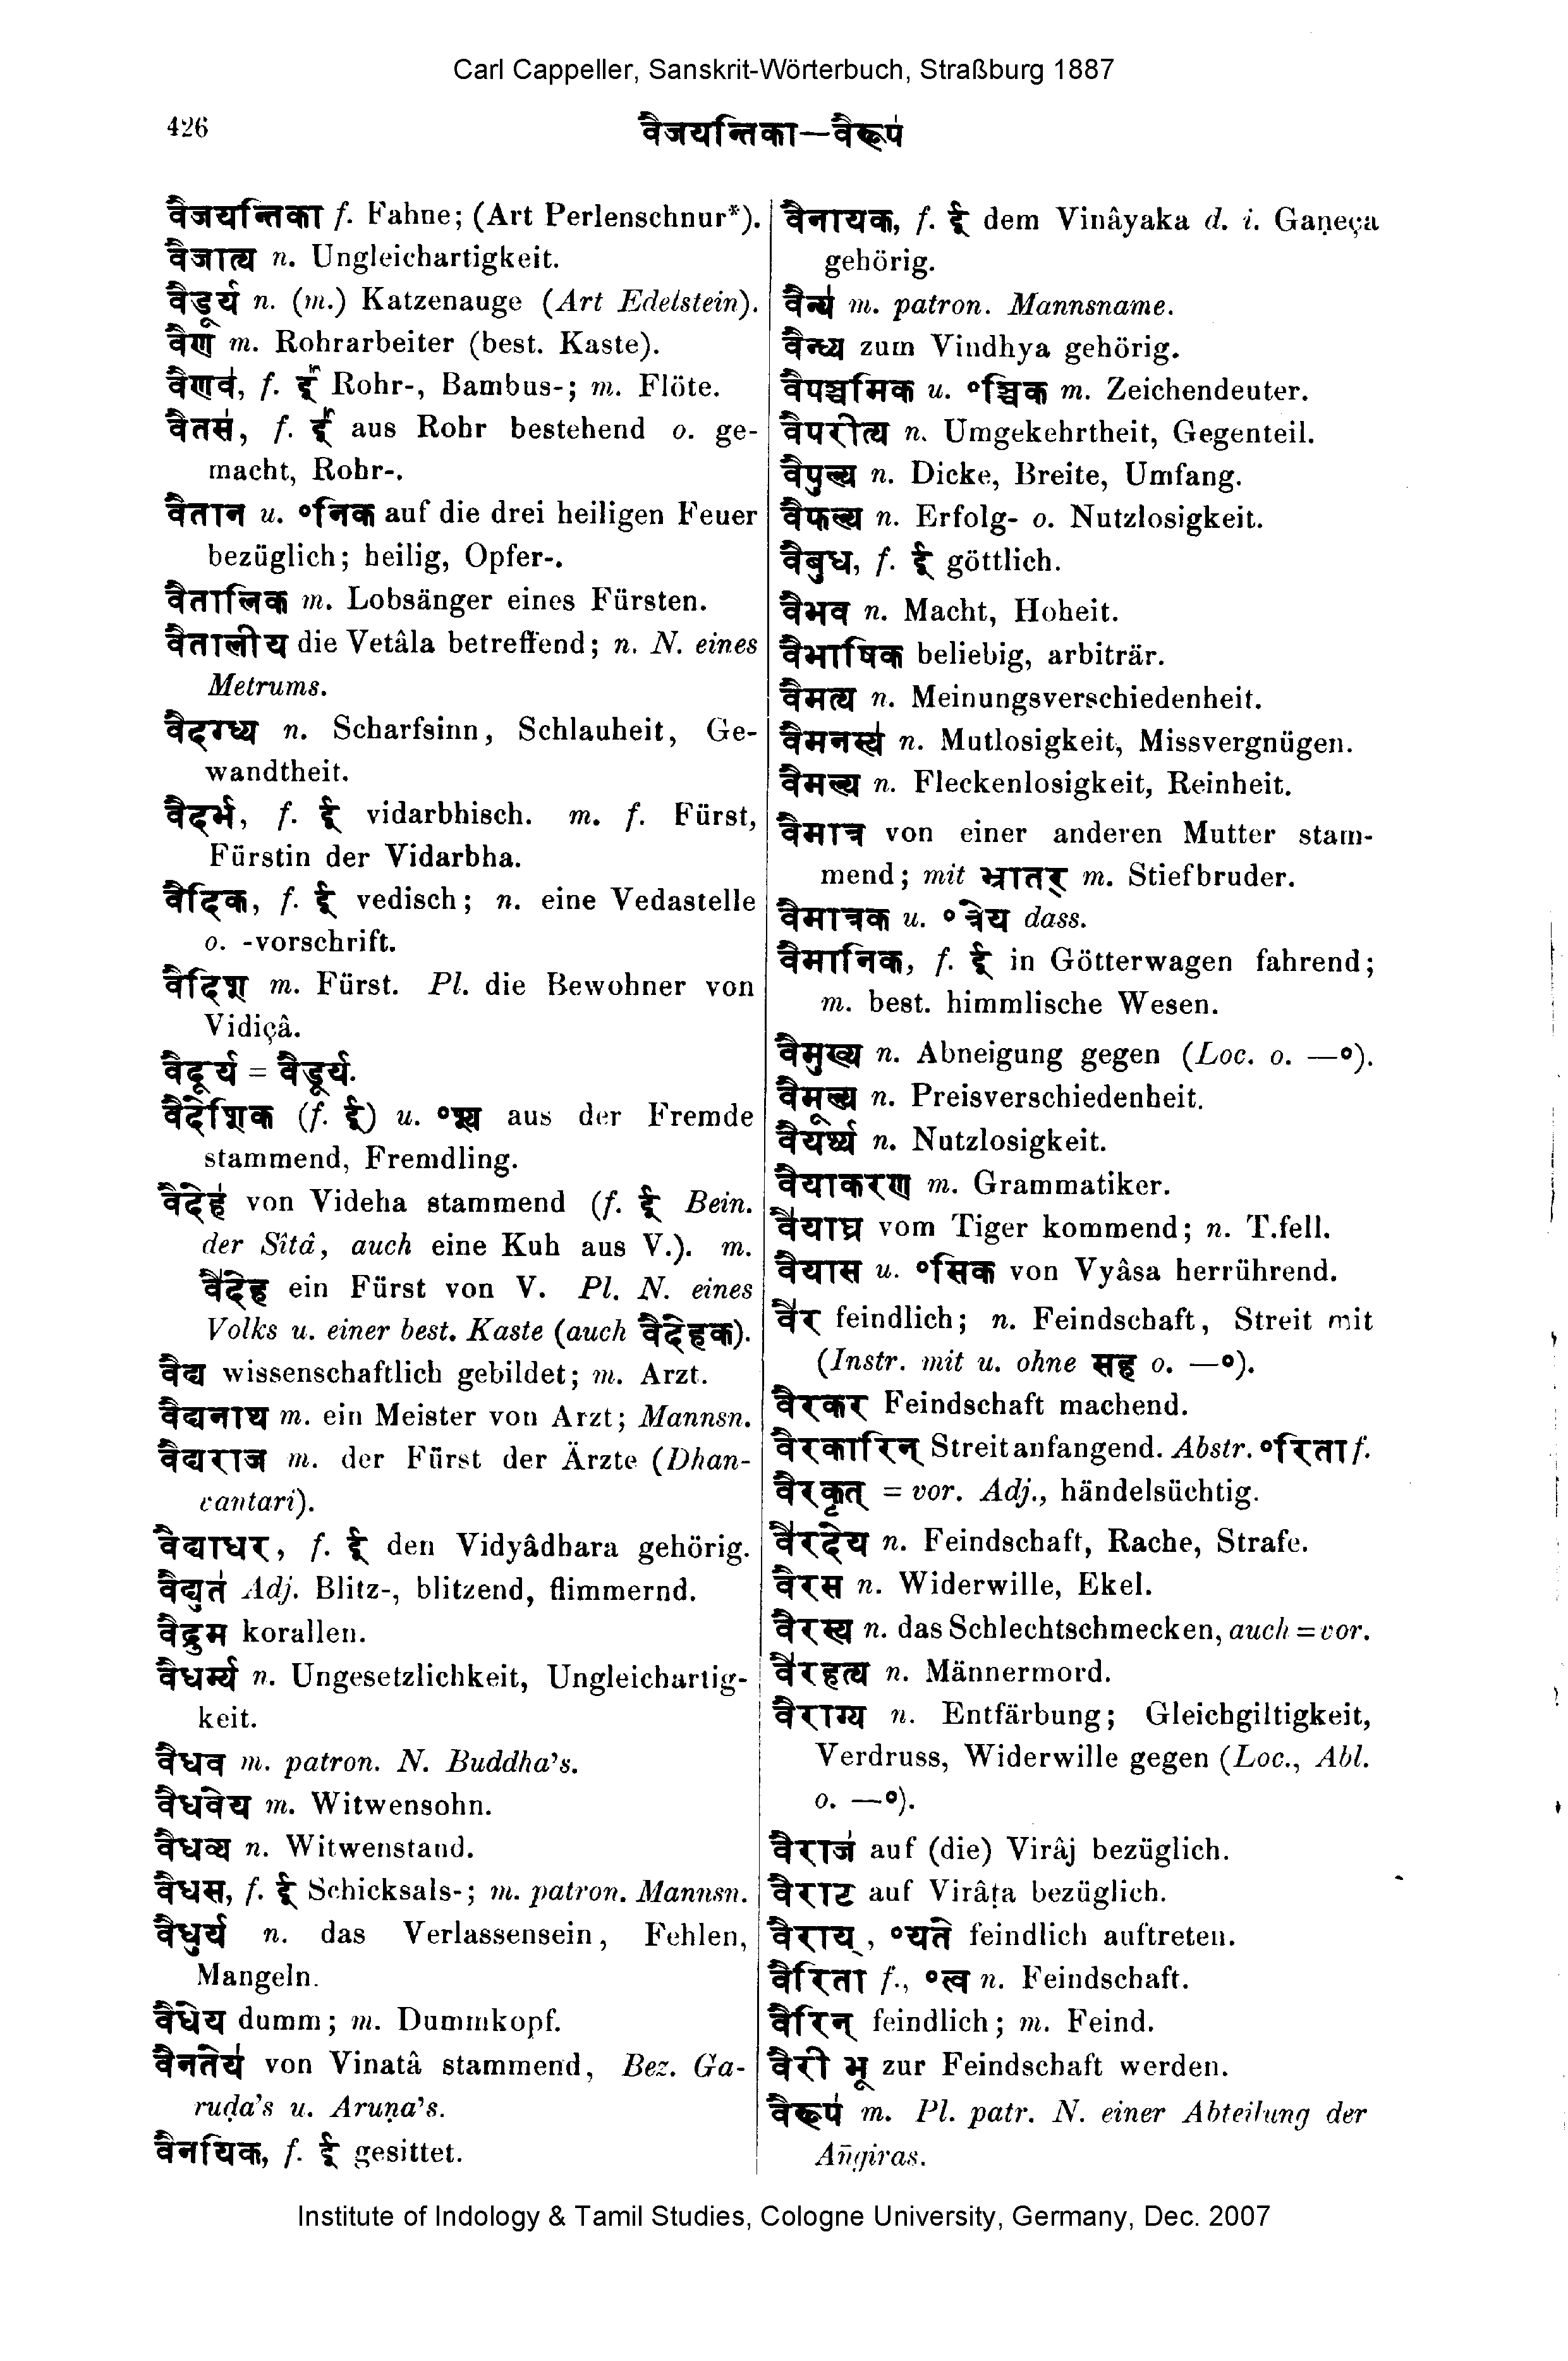 Carl Cappeller, Sanskrit-Wörterbuch, Straßburg 1887
426
वैजयन्तिका—वैरूप॑
वैजयन्तिका f. Fahne; (Art Perlenschnur*).
वैजात्य n. Ungleichartigkeit.
वैडूर्य n. (m.) Katzenauge (Art Edelstein).
वैण॑ m. Rohrarbeiter (best. Kaste).
वैणव॑, f. ई॑ Rohr-, Bambus-; m. Flöte.
वैतस॑, f. ई॑ aus Rohr bestehend o. ge-
macht, Rohr-.
वैतान u. °निक auf die drei heiligen Feuer
bezüglich; heilig, Opfer-.
वैतालिक m. Lobsänger eines Fürsten.
वैतालीय die Vetâla betreffend; n. N. eines
Metrums.
वैदग्ध्य n. Scharfsinn, Schlauheit, Ge-
wandtheit.
वैदर्भ, f. ई vidarbhisch. m. f. Fürst,
Fürstin der Vidarbha.
वैदिक, f. ई vedisch; n. eine Vedastelle
o. -vorschrift.
वैदिश m. Fürst. Pl. die Bewohner von
Vidiçâ.
वैदूर्य = वैडूर्य.
वैदेशिक (f. ई) u. °श्य aus der Fremde
stammend, Fremdling.
वैदेह॑ von Videha stammend (f. ई Bein.
der Sîtâ, auch eine Kuh aus V.). m.
वै॑देह ein Fürst von V. Pl. N. eines
Volks u. einer best. Kaste (auch वैदेहक).
वैद्य wissenschaftlich gebildet; m. Arzt.
वैद्यनाथ m. ein Meister von Arzt; Mannsn.
वैद्यराज m. der Fürst der Ärzte (Dhan-
vantari).
वैद्याधर, f. ई den Vidyâdhara gehörig.
वैद्युत॑ Adj. Blitz-, blitzend, flimmernd.
वैद्रुम korallen.
वैधर्म्य n. Ungesetzlichkeit, Ungleichartig-
keit.
वैधव m. patron. N. Buddha's.
वैधवेय m. Witwensohn.
वैधव्य n. Witwenstand.
वैधस, f. ई Schicksals-; m. patron. Mannsn.
वैधुर्य n. das Verlassensein, Fehlen,
Mangeln.
वैधेय dumm; m. Dummkopf.
वैनतेय॑ von Vinatâ stammend, Bez. Ga-
ruḍa's u. Aruṇa's.
वैनयिक, f. ई gesittet.
वैनायक, f. ई dem Vinâyaka d. i. Gaṇeça
gehörig.
वैन्य॑ m. patron. Mannsname.
वैन्ध्य zum Vindhya gehörig.
वैपञ्चमिक u. °ञ्चिक m. Zeichendeuter.
वैपरीत्य n. Umgekehrtheit, Gegenteil.
वैपुल्य n. Dicke, Breite, Umfang.
वैफल्य n. Erfolg- o. Nutzlosigkeit.
वैबुध, f. ई göttlich.
वैभव n. Macht, Hoheit.
वैभाषिक beliebig, arbiträr.
वैमत्य n. Meinungsverschiedenheit.
वैमनस्य॑ n. Mutlosigkeit, Missvergnügen.
वैमल्य n. Fleckenlosigkeit, Reinheit.
वैमात्र von einer anderen Mutter stam-
mend; mit भ्रातर् m. Stiefbruder.
वैमात्रक u. °त्रेय dass.
वैमानिक, f. ई in Götterwagen fahrend;
m. best. himmlische Wesen.
वैमुख्य n. Abneigung gegen (Loc. o. —°).
वैमूल्य n. Preisverschiedenheit.
वैयर्थ्य n. Nutzlosigkeit.
वैयाकरण m. Grammatiker.
वै॑याघ्र vom Tiger kommend; n. T.fell.
वैयास u. °सिक von Vyâsa herrührend.
वै॑र feindlich; n. Feindschaft, Streit mit
(Instr. mit u. ohne सह o. —°).
वैरकर Feindschaft machend.
वैरकारिन् Streit anfangend. Abstr. °रिता f.
वैरकृत् = vor. Adj., händelsüchtig.
वै॑रदेय n. Feindschaft, Rache, Strafe.
वैरस n. Widerwille, Ekel.
वैरस्य n. das Schlechtschmecken, auch = vor.
वै॑रहत्य n. Männermord.
वैराग्य n. Entfärbung; Gleichgiltigkeit,
Verdruss, Widerwille gegen (Loc., Abl.
o. —°).
वैराज॑ auf (die) Virâj bezüglich.
वैराट auf Virâṭa bezüglich.
वैराय्, °यते feindlich auftreten.
वैरिता f., °त्व n. Feindschaft.
वैरिन् feindlich; m. Feind.
वैरी भू zur Feindschaft werden.
वैरूप॑ m. Pl. patr. N. einer Abteilung der
Añgiras.
Institute of Indology & Tamil Studies, Cologne University, Germany, Dec. 2007